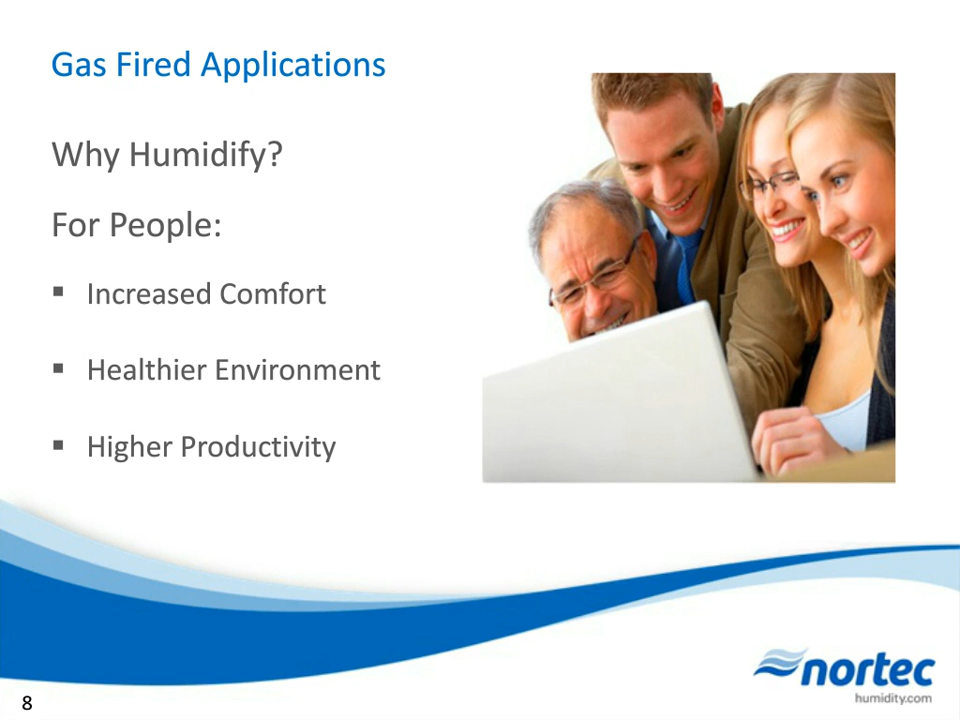 Gas Fired Applications
Why Humidify?
For People:
▪ Increased Comfort
▪ Healthier Environment
▪ Higher Productivity
nortec
humidity.com
8